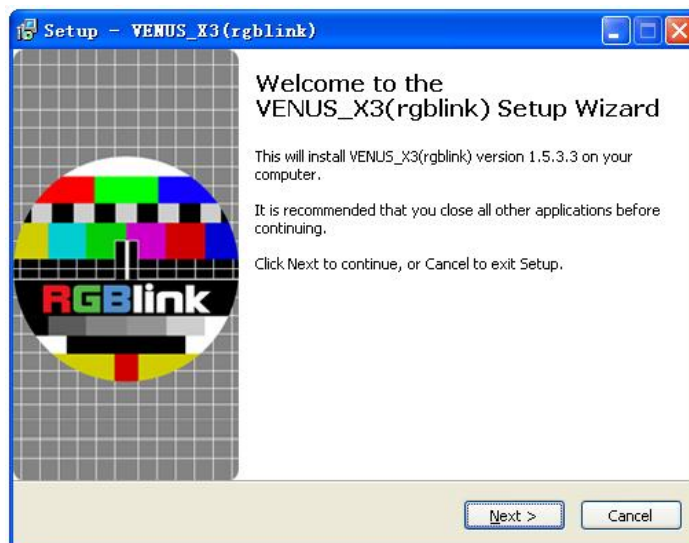 Setup - VENUS_X3(rgblink)
Welcome to the
VENUS_X3(rgblink) Setup Wizard
This will install VENUS_X3(rgblink) version 1.5.3.3 on your
computer.
It is recommended that you close all other applications before
continuing.
Click Next to continue, or Cancel to exit Setup.
RGBlink
Next >
Cancel